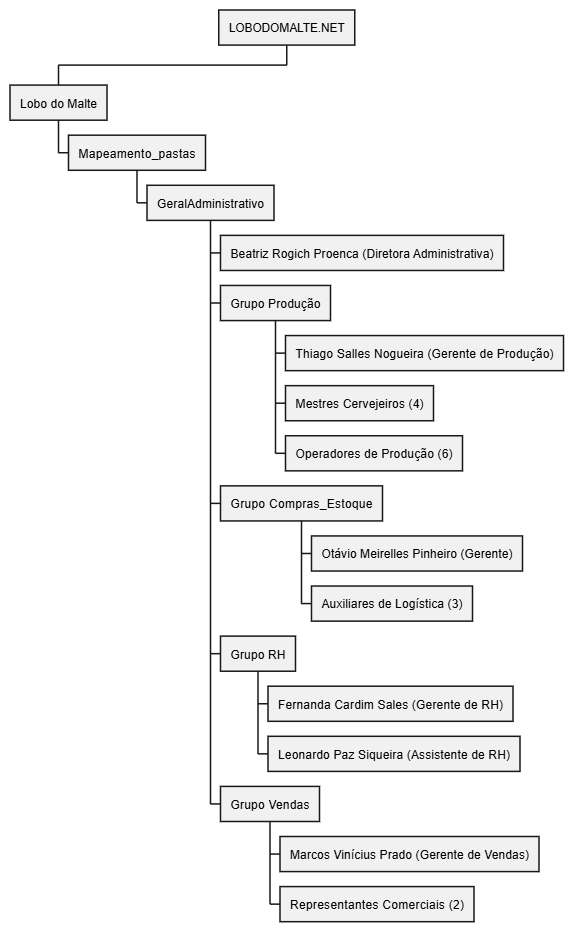 LOBODOMALTE.NET
Lobo do Malte
Mapeamento_pastas
GeralAdministrativo
Beatriz Rogich Proenca (Diretora Administrativa)
Grupo Produção
Thiago Salles Nogueira (Gerente de Produção)
Mestres Cervejeiros (4)
Operadores de Produção (6)
Grupo Compras_Estoque
Otávio Meirelles Pinheiro (Gerente)
Auxiliares de Logística (3)
Grupo RH
Fernanda Cardim Sales (Gerente de RH)
Leonardo Paz Siqueira (Assistente de RH)
Grupo Vendas
Marcos Vinícius Prado (Gerente de Vendas)
Representantes Comerciais (2)